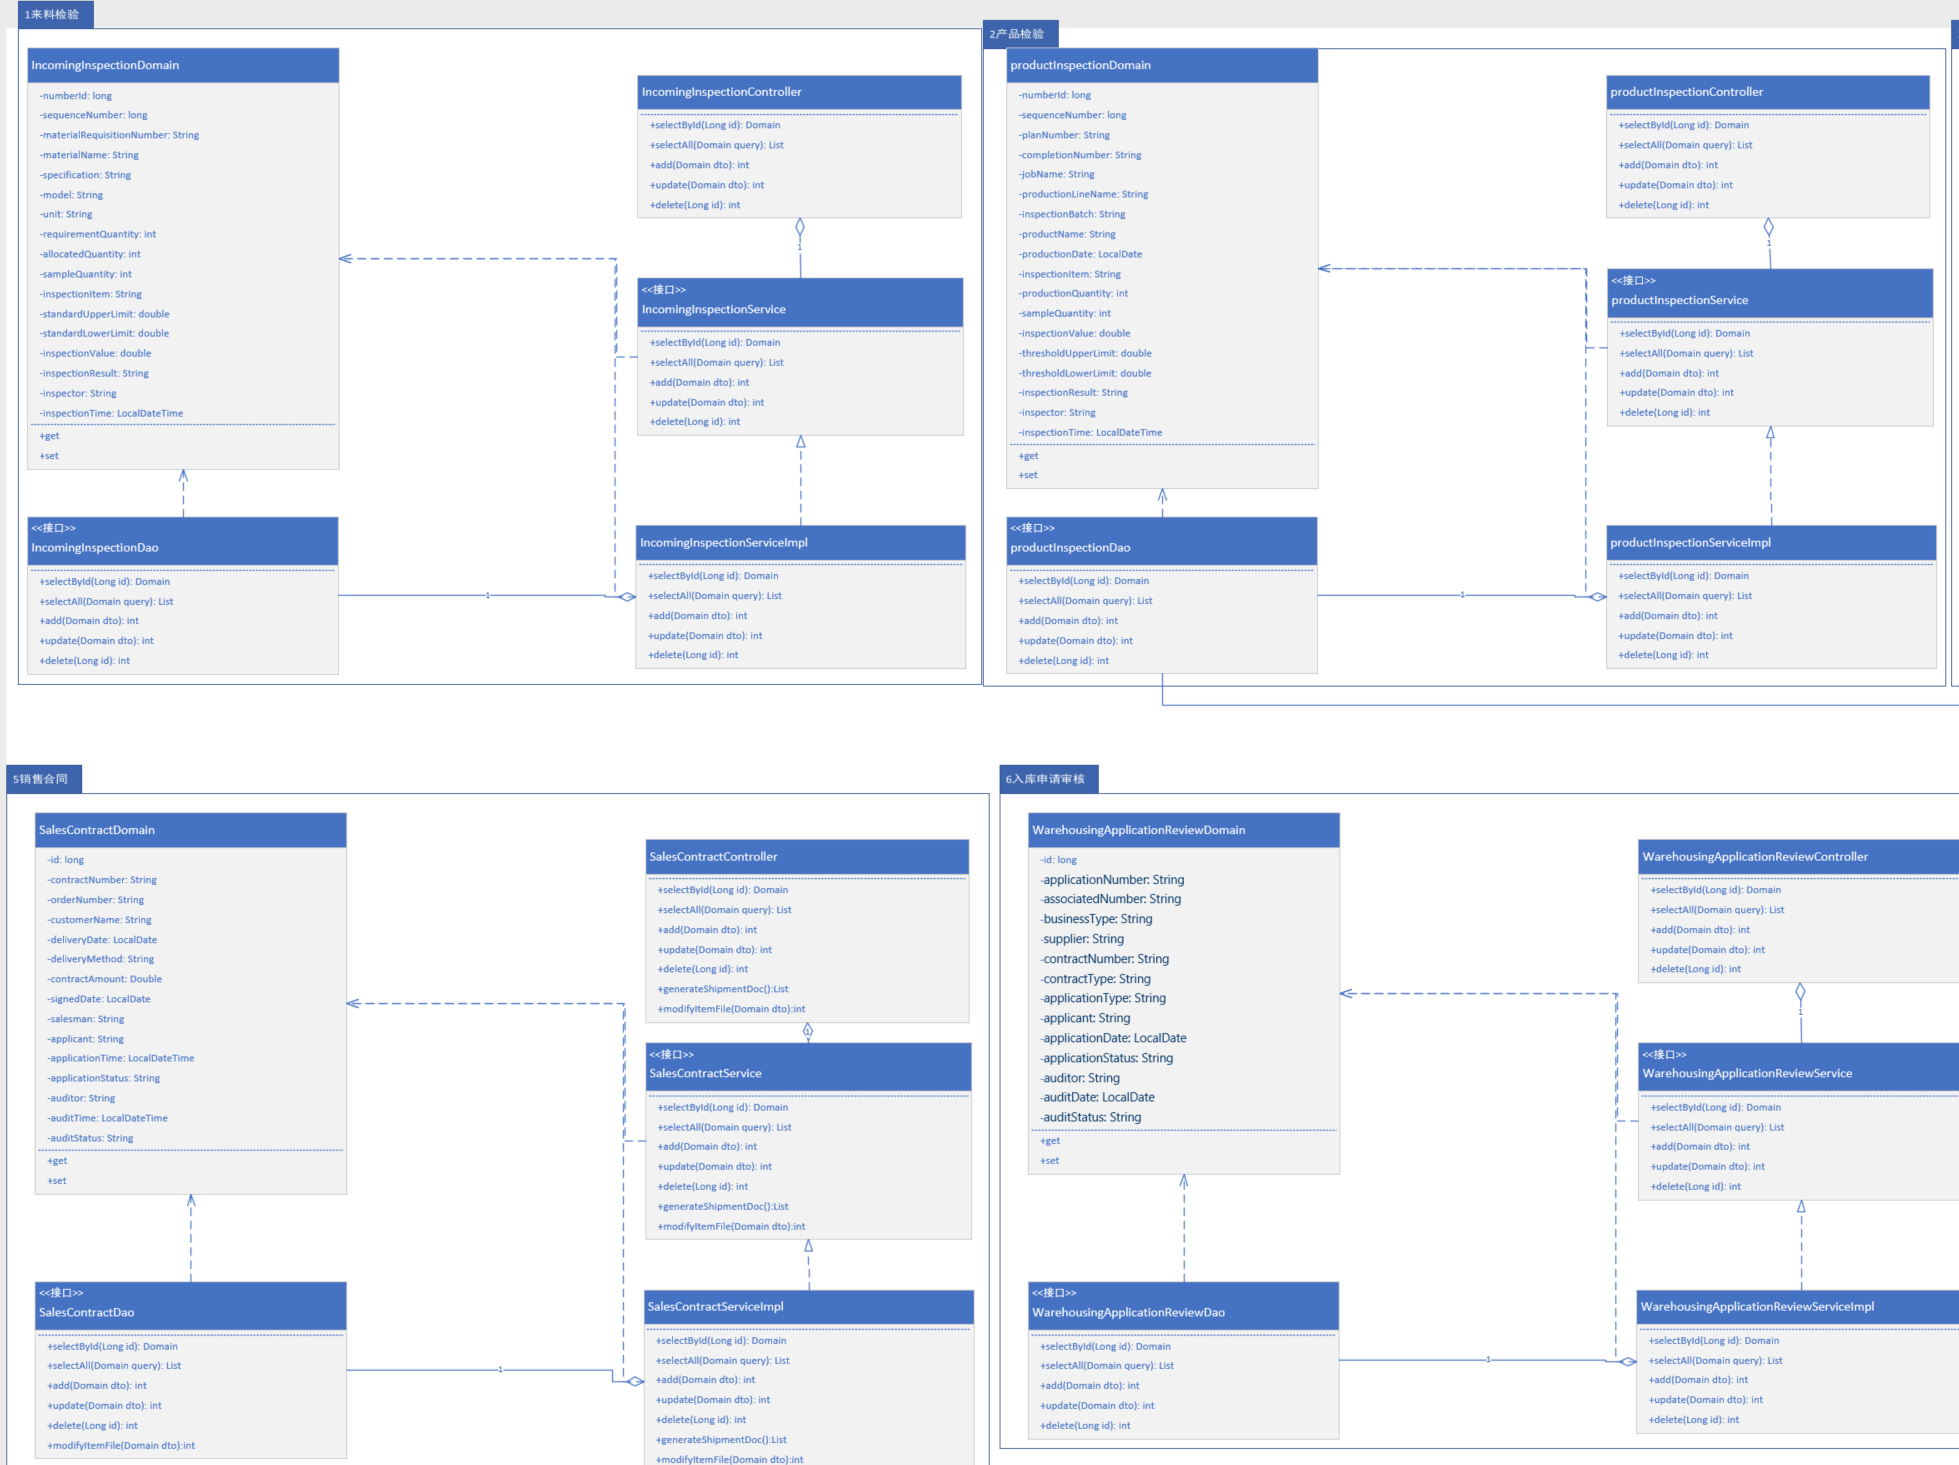 1来料检验
IncomingInspectionDomain
-numberId: long
-sequenceNumber: long
-materialRequisitionNumber: String
-materialName: String
-specification: String
-model: String
-unit: String
-requirementQuantity: int
-allocatedQuantity: int
-sampleQuantity: int
-inspectionItem: String
-standardUpperLimit: double
-standardLowerLimit: double
-inspectionValue: double
-inspectionResult: String
-inspector: String
-inspectionTime: LocalDateTime
+get
+set
<<接口>>
IncomingInspectionDao
+selectById(Long id): Domain
+selectAll(Domain query): List
+add(Domain dto): int
+update(Domain dto): int
+delete(Long id): int
1
IncomingInspectionController
+selectById(Long id): Domain
+selectAll(Domain query): List
+add(Domain dto): int
+update(Domain dto): int
+delete(Long id): int
1
<<接口>>
IncomingInspectionService
+selectById(Long id): Domain
+selectAll(Domain query): List
+add(Domain dto): int
+update(Domain dto): int
+delete(Long id): int
IncomingInspectionServiceImpl
+selectById(Long id): Domain
+selectAll(Domain query): List
+add(Domain dto): int
+update(Domain dto): int
+delete(Long id): int
2产品检验
productInspectionDomain
-numberId: long
-sequenceNumber: long
-planNumber: String
-completionNumber: String
-jobName: String
-productionLineName: String
-inspectionBatch: String
-productName: String
-productionDate: LocalDate
-inspectionItem: String
-productionQuantity: int
-sampleQuantity: int
-inspectionValue: double
-thresholdUpperLimit: double
-thresholdLowerLimit: double
-inspectionResult: String
-inspector: String
-inspectionTime: LocalDateTime
+get
+set
<<接口>>
productInspectionDao
+selectById(Long id): Domain
+selectAll(Domain query): List
+add(Domain dto): int
+update(Domain dto): int
+delete(Long id): int
1
productInspectionController
+selectById(Long id): Domain
+selectAll(Domain query): List
+add(Domain dto): int
+update(Domain dto): int
+delete(Long id): int
1
<<接口>>
productInspectionService
+selectById(Long id): Domain
+selectAll(Domain query): List
+add(Domain dto): int
+update(Domain dto): int
+delete(Long id): int
productInspectionServiceImpl
+selectById(Long id): Domain
+selectAll(Domain query): List
+add(Domain dto): int
+update(Domain dto): int
+delete(Long id): int
5销售合同
SalesContractDomain
-id: long
-contractNumber: String
-orderNumber: String
-customerName: String
-deliveryDate: LocalDate
-deliveryMethod: String
-contractAmount: Double
-signedDate: LocalDate
-salesman: String
-applicant: String
-applicationTime: LocalDateTime
-applicationStatus: String
-auditor: String
-auditTime: LocalDateTime
-auditStatus: String
+get
+set
<<接口>>
SalesContractDao
+selectById(Long id): Domain
+selectAll(Domain query): List
+add(Domain dto): int
+update(Domain dto): int
+delete(Long id): int
+modifyItemFile(Domain dto):int
1
SalesContractController
+selectById(Long id): Domain
+selectAll(Domain query): List
+add(Domain dto): int
+update(Domain dto): int
+delete(Long id): int
+generateShipmentDoc():List
+modifyItemFile(Domain dto):int
1
<<接口>>
SalesContractService
+selectById(Long id): Domain
+selectAll(Domain query): List
+add(Domain dto): int
+update(Domain dto): int
+delete(Long id): int
+generateShipmentDoc():List
+modifyItemFile(Domain dto):int
SalesContractServiceImpl
+selectById(Long id): Domain
+selectAll(Domain query): List
+add(Domain dto): int
+update(Domain dto): int
+delete(Long id): int
+generateShipmentDoc():List
+modifyItemFile(Domain dto):int
6入库申请审核
WarehousingApplicationReviewDomain
-id: long
-applicationNumber: String
-associatedNumber: String
-businessType: String
-supplier: String
-contractNumber: String
-contractType: String
-applicationType: String
-applicant: String
-applicationDate: LocalDate
-applicationStatus: String
-auditor: String
-auditDate: LocalDate
-auditStatus: String
+get
+set
<<接口>>
WarehousingApplicationReviewDao
+selectById(Long id): Domain
+selectAll(Domain query): List
+add(Domain dto): int
+update(Domain dto): int
+delete(Long id): int
1
WarehousingApplicationReviewController
+selectById(Long id): Domain
+selectAll(Domain query): List
+add(Domain dto): int
+update(Domain dto): int
+delete(Long id): int
1
<<接口>>
WarehousingApplicationReviewService
+selectById(Long id): Domain
+selectAll(Domain query): List
+add(Domain dto): int
+update(Domain dto): int
+delete(Long id): int
WarehousingApplicationReviewServiceImpl
+selectById(Long id): Domain
+selectAll(Domain query): List
+add(Domain dto): int
+update(Domain dto): int
+delete(Long id): int